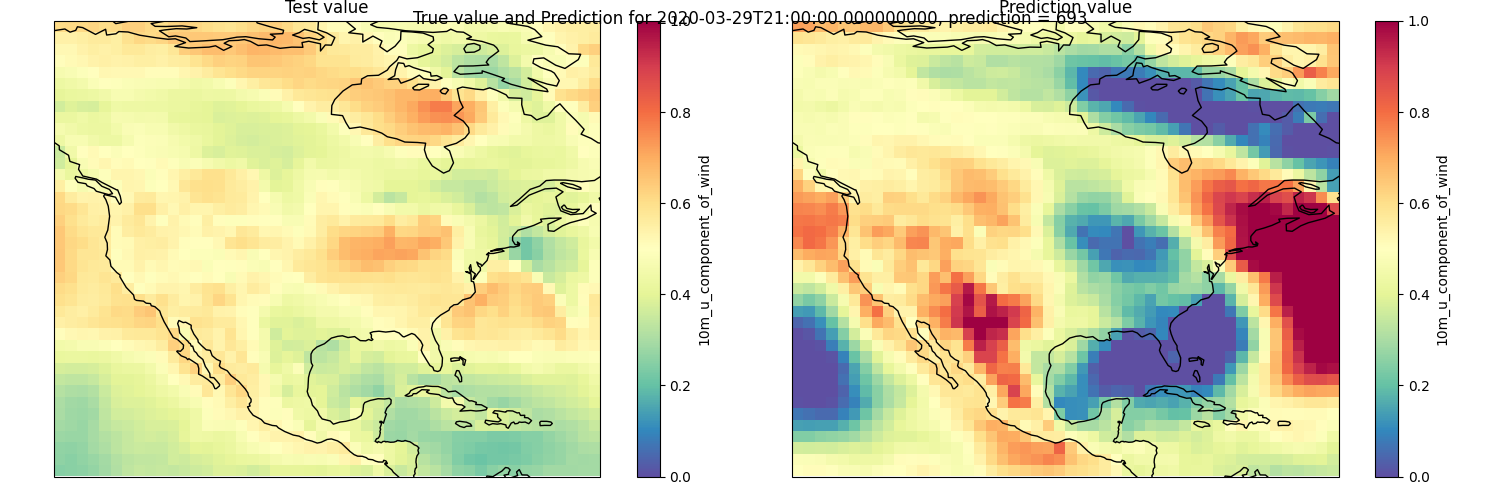 Test value
True value and Prediction for 2020-03-29T21:00:00.000000000, prediction = 693
Prediction value
1.0
0.8
0.6
0.4
0.2
0.0
10m_u_component_of_wind
1.0
0.8
0.6
0.4
0.2
0.0
10m_u_component_of_wind